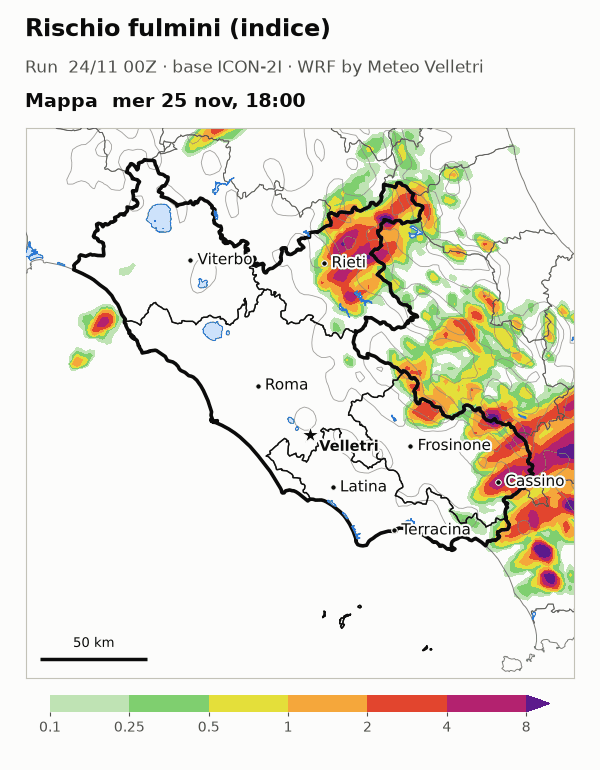 Rischio fulmini (indice)
Run  24/11 00Z · base ICON-2I · WRF by Meteo Velletri
Mappa  mer 25 nov, 18:00
Viterbo
Rieti
Roma
Velletri
Frosinone
Latina
Cassino
Terracina
50 km
0.1 0.25 0.5 1 2 4 8